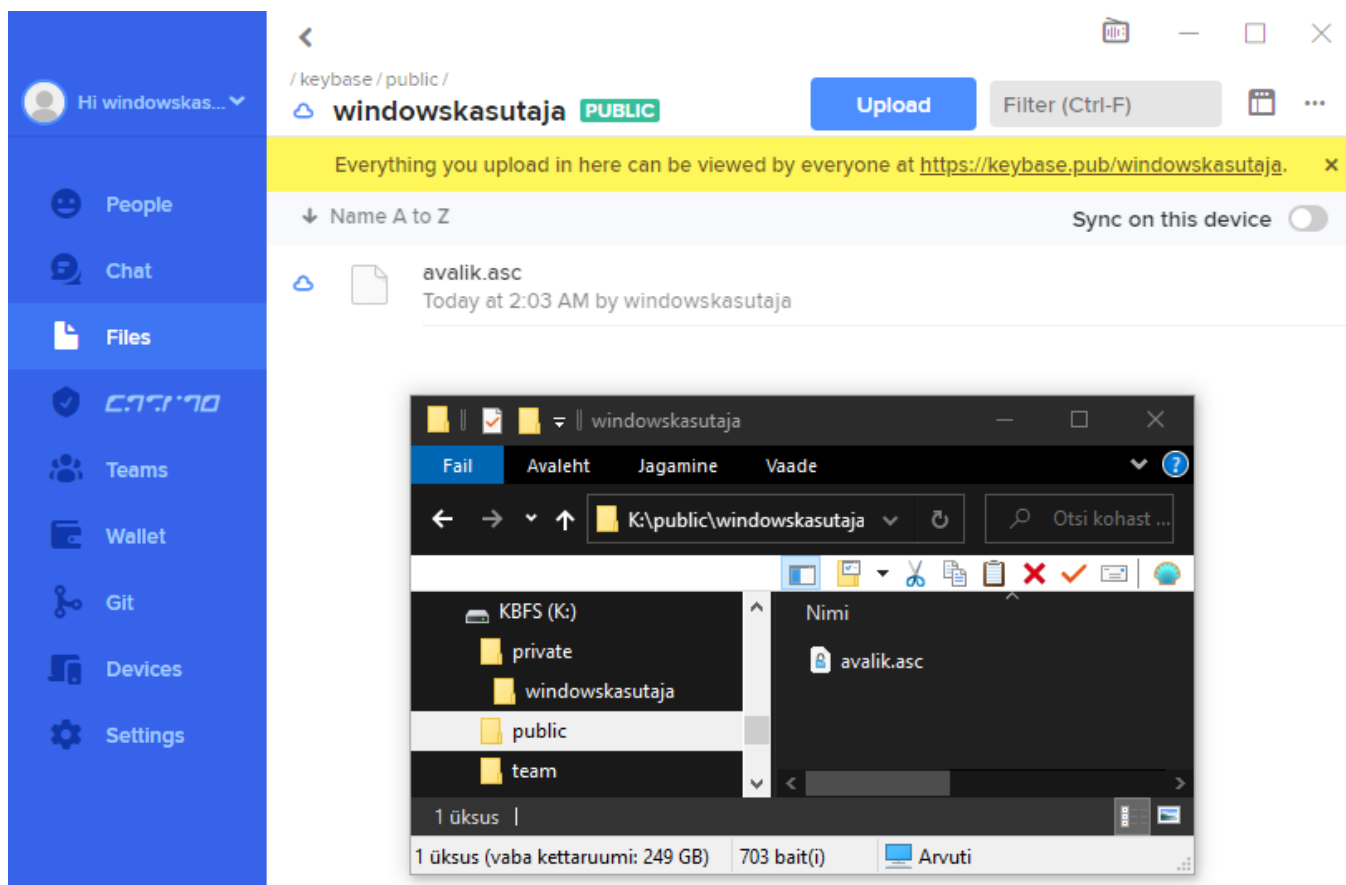 Hi windowskas...
People
Chat
Files
Teams
Wallet
Git
Devices
Settings
/ keybase / public /
windowskasutaja PUBLIC
Upload
Filter (Ctrl-F)
Everything you upload in here can be viewed by everyone at https://keybase.pub/windowskasutaja.
Name A to Z
Sync on this device
avalik.asc
Today at 2:03 AM by windowskasutaja
windowskasutaja
Fail Avaleht Jagamine Vaade
K:\public\windowskasutaja
Otsi kohast ...
KBFS (K:)
private
windowskasutaja
public
team
Nimi
avalik.asc
1 üksus
1 üksus (vaba kettaruumi: 249 GB) 703 bait(i) Arvuti